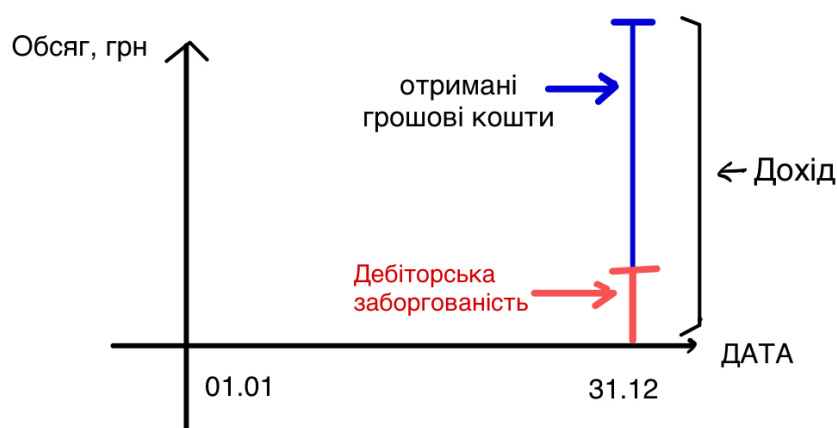 Обсяг, грн
отримані
грошові кошти
Дохід
Дебіторська
заборгованість
ДАТА
01.01
31.12